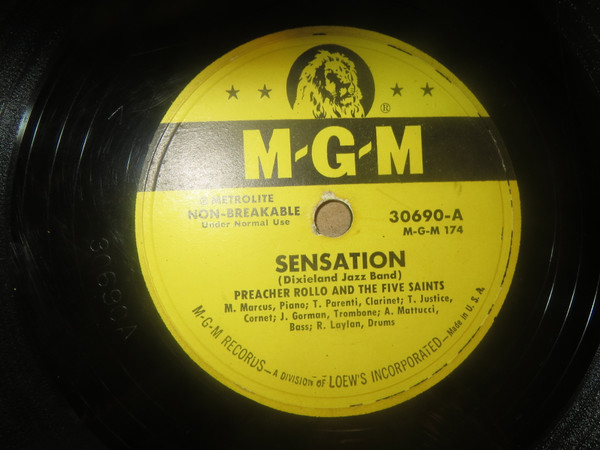 ®
M-G-M
® METROLITE
NON-BREAKABLE
Under Normal Use
30690-A
M-G-M 174
SENSATION
(Dixieland Jazz Band)
PREACHER ROLLO AND THE FIVE SAINTS
M. Marcus, Piano; T. Parenti, Clarinet; T. Justice,
Cornet; J. Gorman, Trombone; A. Mattucci,
Bass; R. Laylan, Drums
M-G-M RECORDS—A DIVISION OF LOEW'S INCORPORATED—Made in U.S.A.
30690A